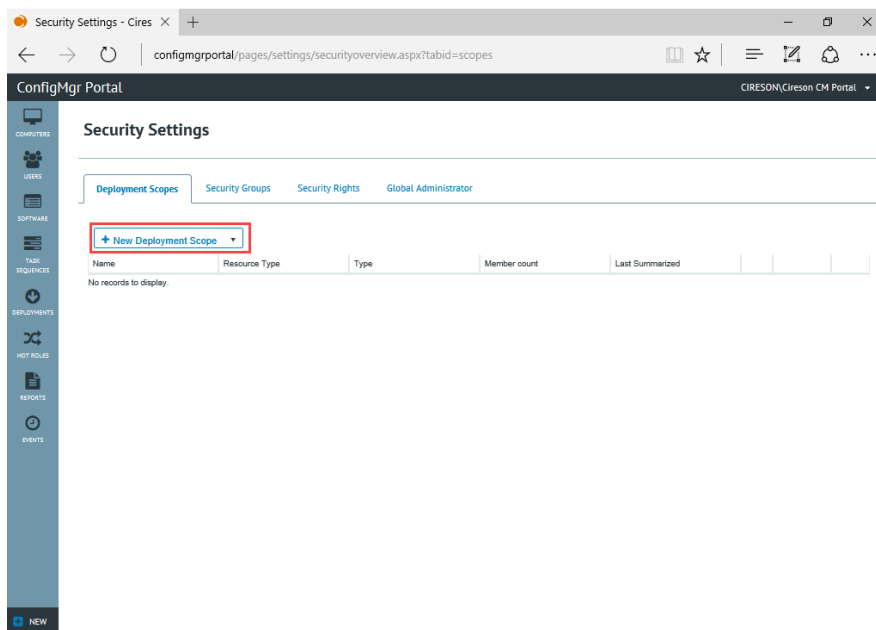 Security Settings - Cires
configmgrportal/pages/settings/securityoverview.aspx?tabid=scopes
ConfigMgr Portal CIRESON\Cireson CM Portal
COMPUTERS
USERS
SOFTWARE
TASK
SEQUENCES
DEPLOYMENTS
MDT ROLES
REPORTS
EVENTS
NEW
Security Settings
Deployment Scopes Security Groups Security Rights Global Administrator
+ New Deployment Scope
Name Resource Type Type Member count Last Summarized
No records to display.